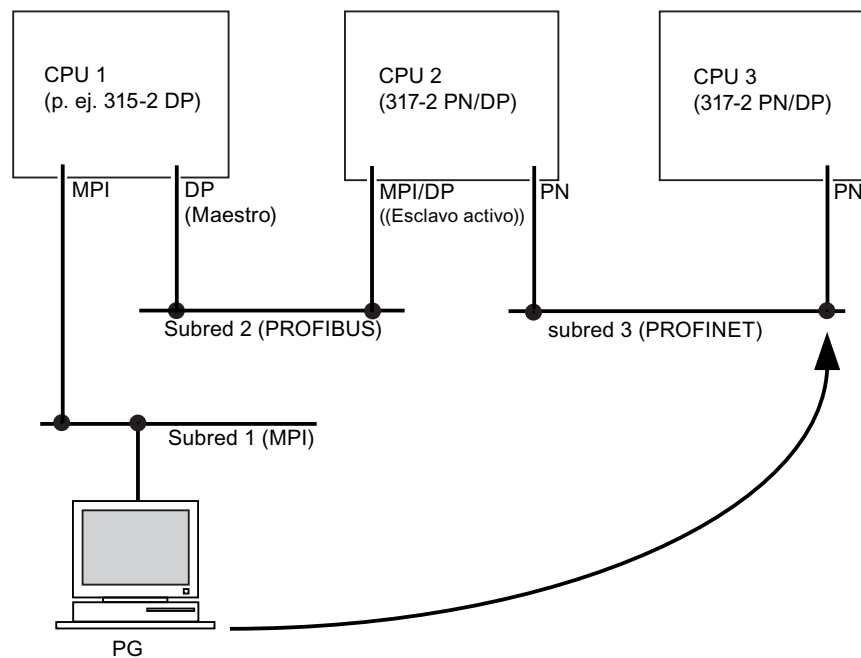 CPU 1
(p. ej. 315-2 DP)
CPU 2
(317-2 PN/DP)
CPU 3
(317-2 PN/DP)
MPI
DP
(Maestro)
MPI/DP
((Esclavo activo))
PN
PN
Subred 2 (PROFIBUS)
subred 3 (PROFINET)
Subred 1 (MPI)
PG